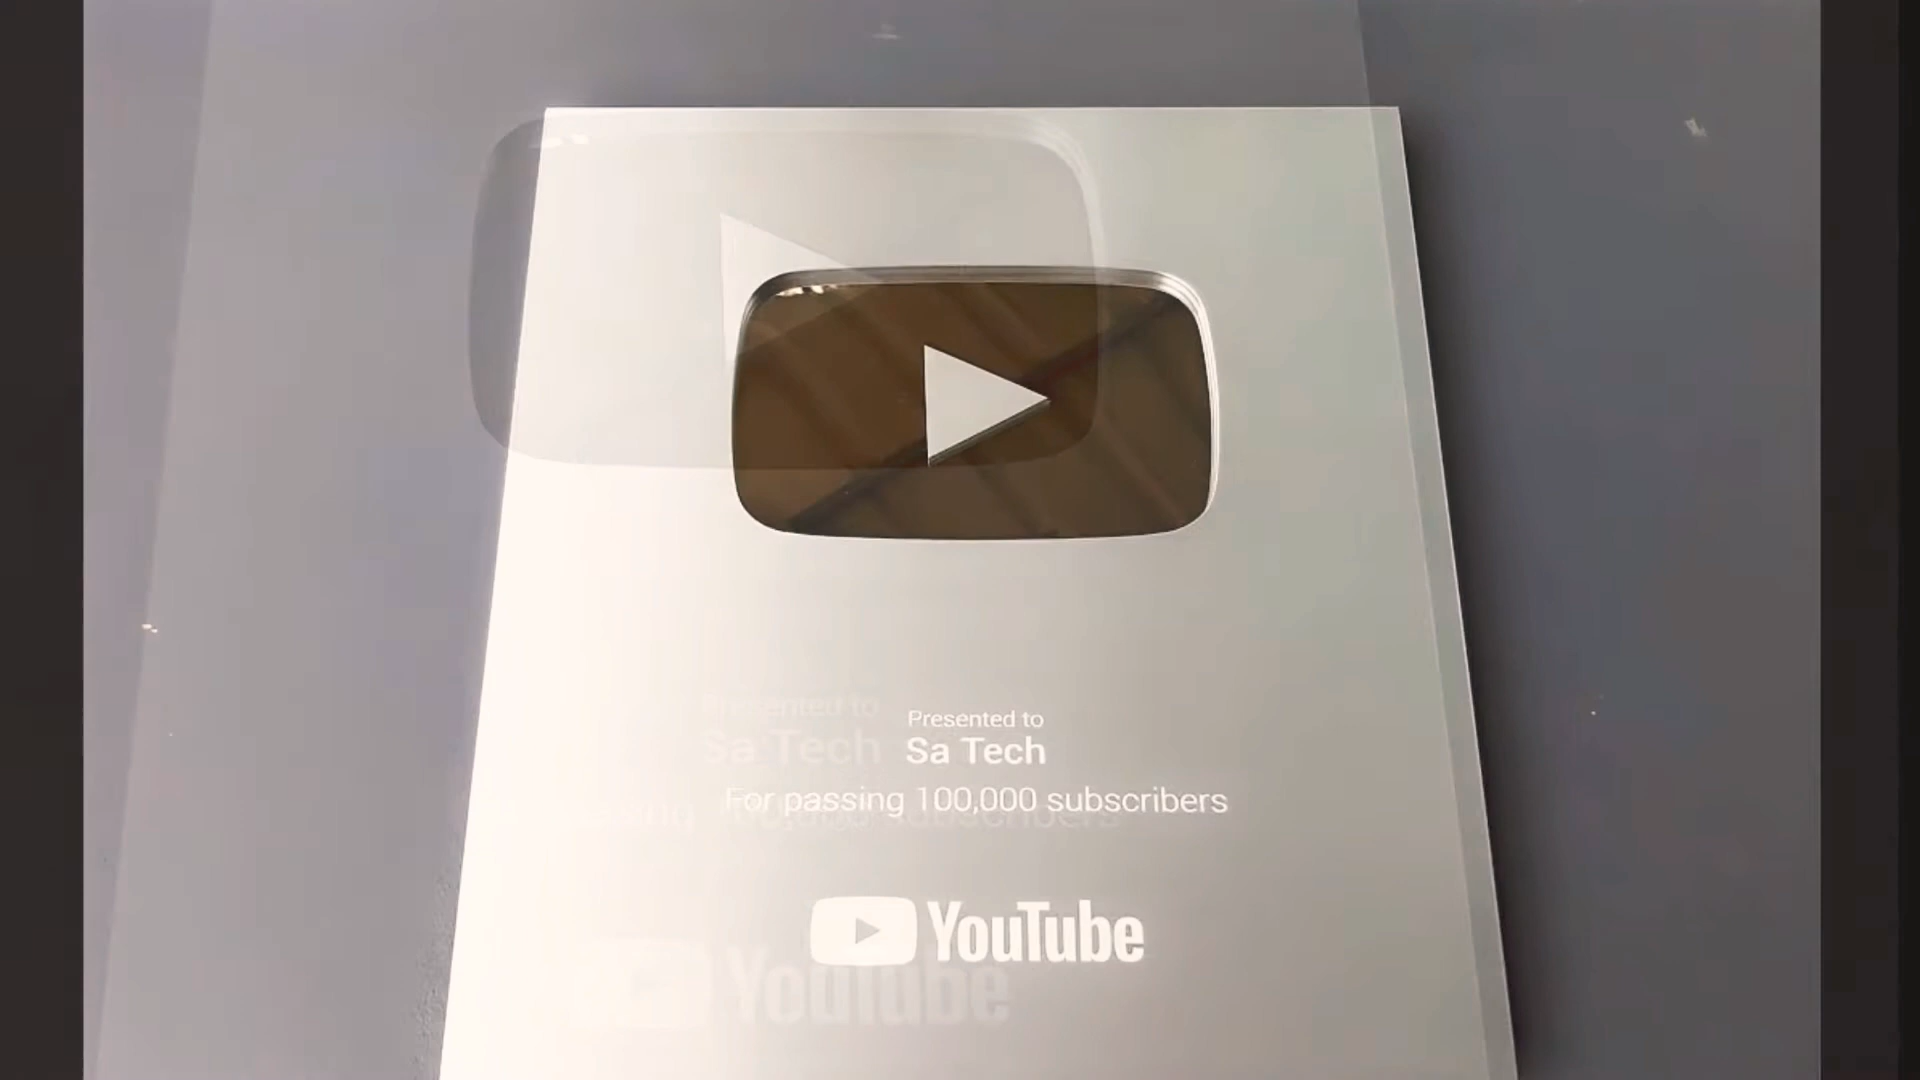 Presented to
Sa Tech
For passing 100,000 subscribers
YouTube